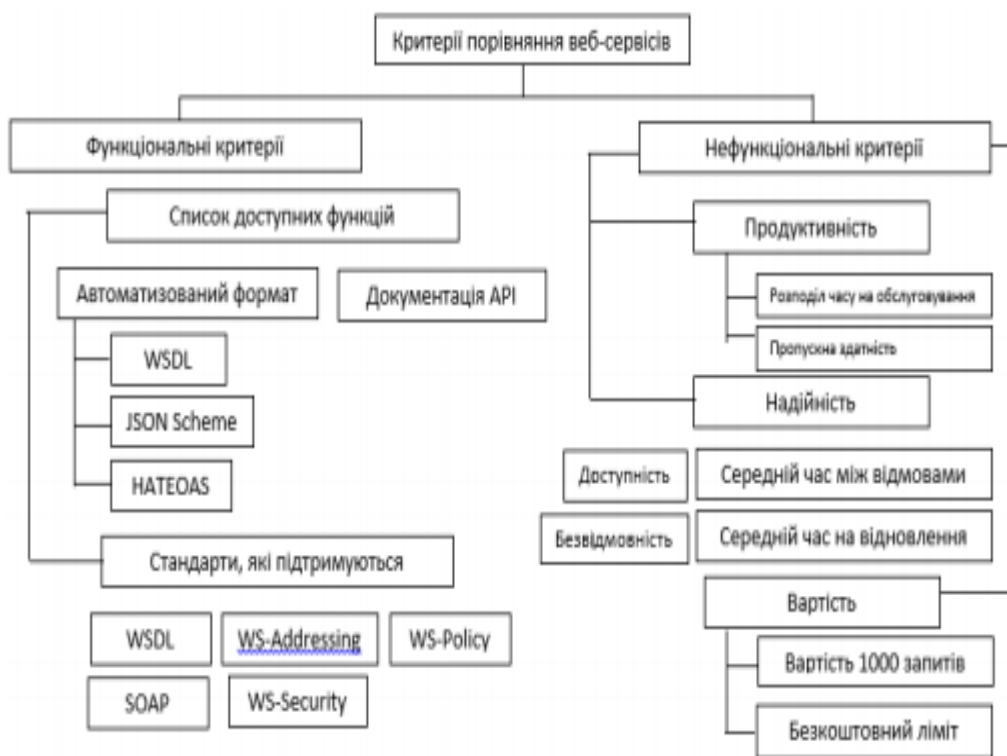 Критерії порівняння веб-сервісів
Функціональні критерії
Список доступних функцій
Автоматизований формат
Документація API
WSDL
JSON Scheme
HATEOAS
Стандарти, які підтримуються
WSDL
WS-Addressing
WS-Policy
SOAP
WS-Security
Нефункціональні критерії
Продуктивність
Розподіл часу на обслуговування
Пропускна здатність
Надійність
Доступність
Середній час між відмовами
Безвідмовність
Середній час на відновлення
Вартість
Вартість 1000 запитів
Безкоштовний ліміт